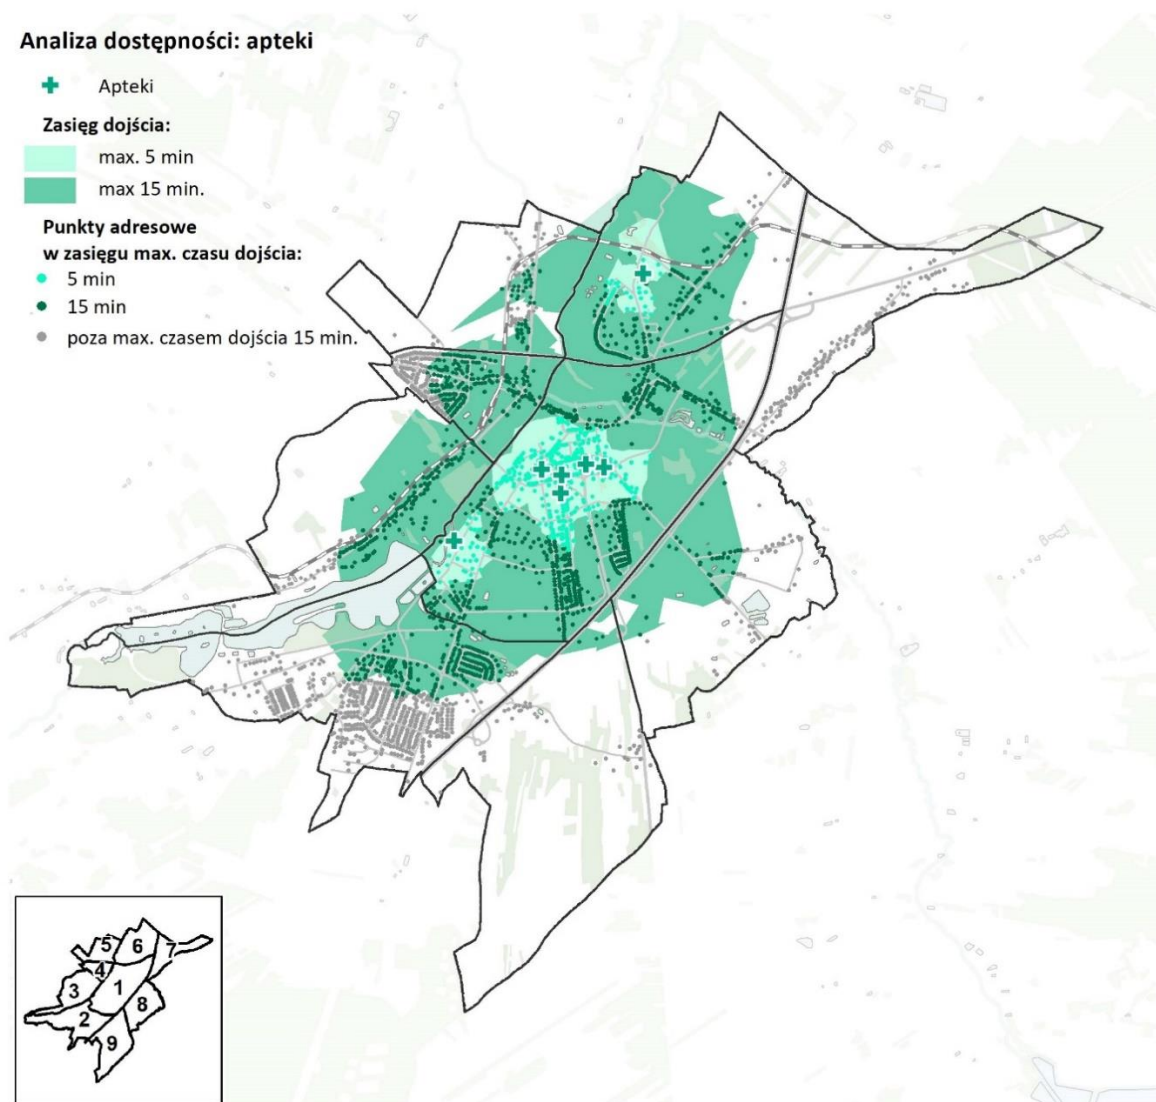 Analiza dostępności: apteki
Apteki
Zasięg dojścia:
max. 5 min
max 15 min.
Punkty adresowe
w zasięgu max. czasu dojścia:
5 min
15 min
poza max. czasem dojścia 15 min.
5
6
7
4
3
1
8
2
9